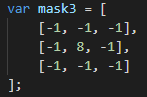 var mask3 = [
    [-1, -1, -1],
    [-1, 8, -1],
    [-1, -1, -1]
];